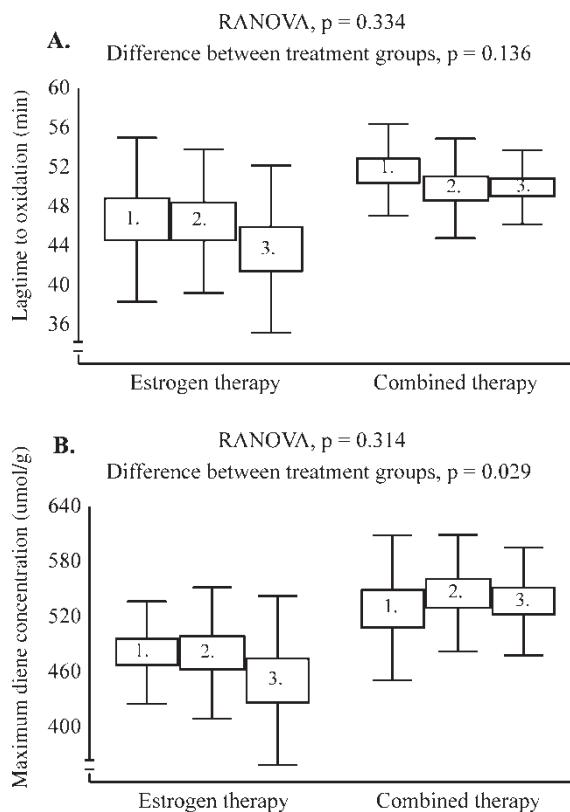 A.
RANOVA, p = 0.334
Difference between treatment groups, p = 0.136
Lagtime to oxidation (min)
60
56
52
48
44
40
36
1.
2.
3.
1.
2.
3.
Estrogen therapy
Combined therapy
B.
RANOVA, p = 0.314
Difference between treatment groups, p = 0.029
Maximum diene concentration (umol/g)
640
580
520
460
400
1.
2.
3.
1.
2.
3.
Estrogen therapy
Combined therapy